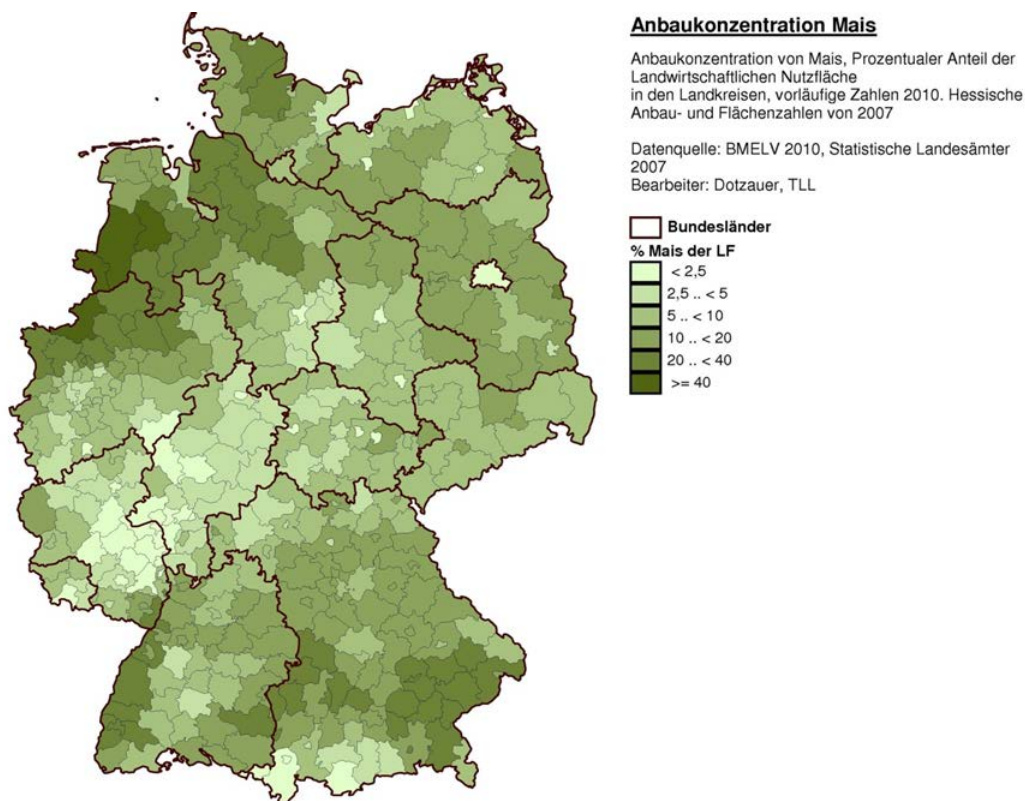 Anbaukonzentration Mais
Anbaukonzentration von Mais, Prozentualer Anteil der
Landwirtschaftlichen Nutzfläche
in den Landkreisen, vorläufige Zahlen 2010. Hessische
Anbau- und Flächenzahlen von 2007
Datenquelle: BMELV 2010, Statistische Landesämter
2007
Bearbeiter: Dotzauer, TLL
Bundesländer
% Mais der LF
< 2,5
2,5 .. < 5
5 .. < 10
10 .. < 20
20 .. < 40
>= 40